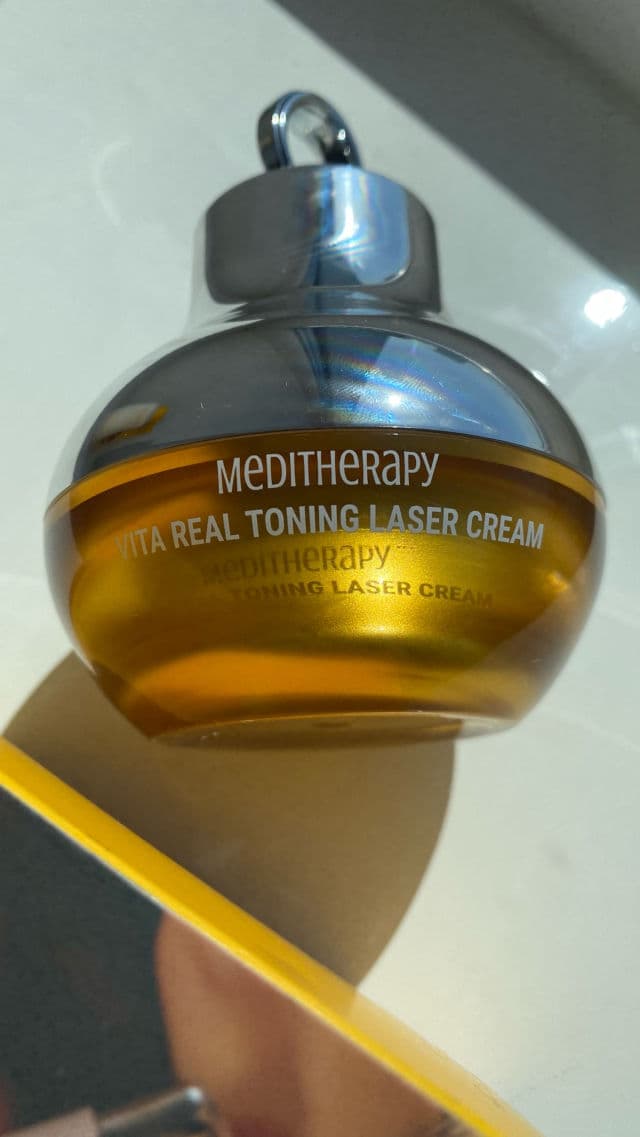 MEDITHERAPY
VITA REAL TONING LASER CREAM
MEDITHERAPY
TONING LASER CREAM